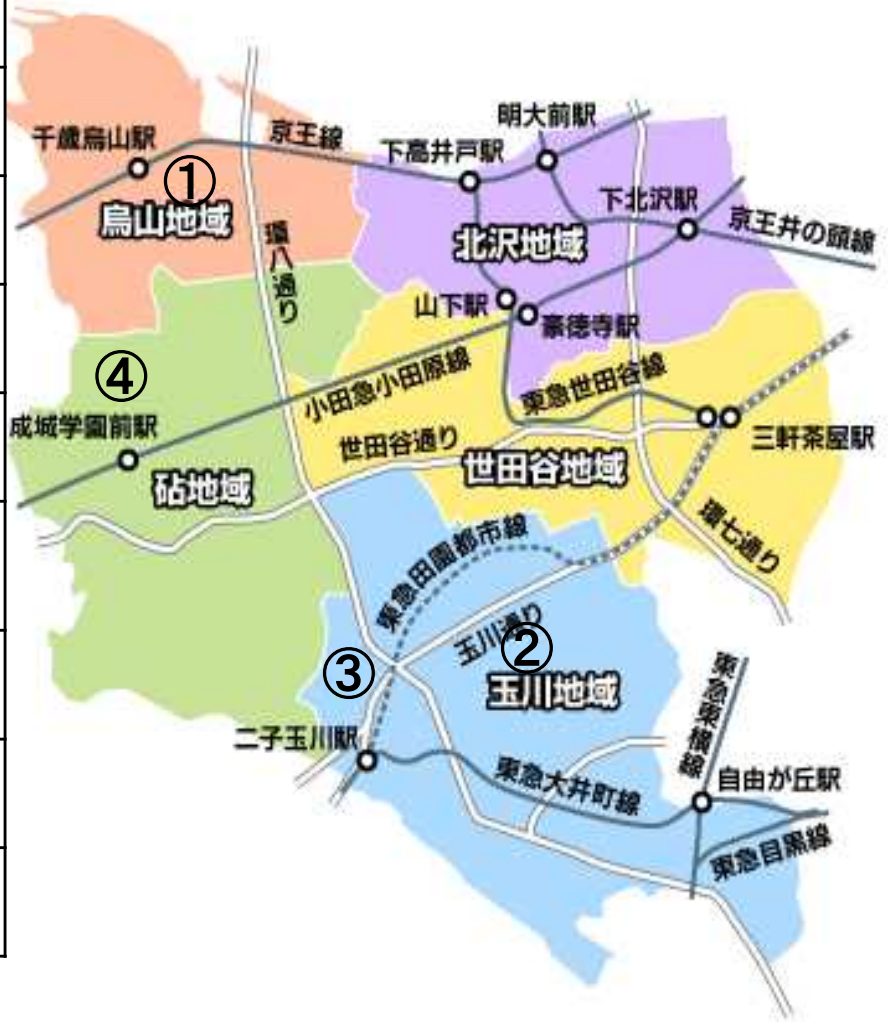 明大前駅
千歳烏山駅
京王線
下高井戸駅
①
下北沢駅
烏山地域
京王井の頭線
北沢地域
環八通り
山下駅
豪徳寺駅
④
小田急小田原線
東急世田谷線
成城学園前駅
世田谷通り
三軒茶屋駅
世田谷地域
砧地域
環七通り
東急田園都市線
玉川通り
②
③
玉川地域
東急東横線
二子玉川駅
東急大井町線
自由が丘駅
東急目黒線